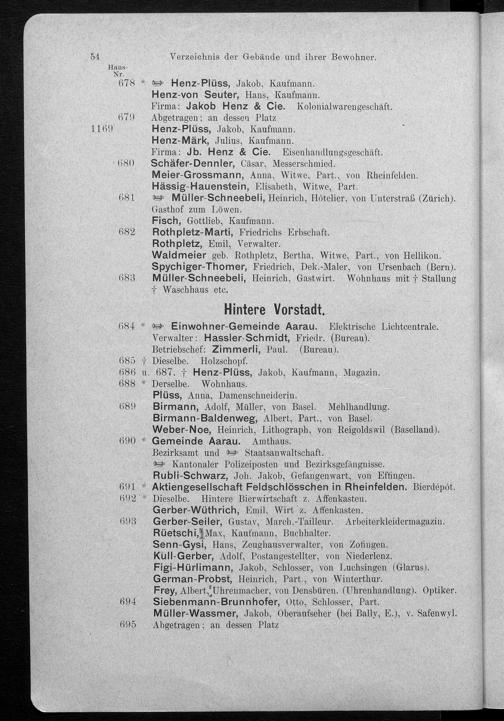 54 Verzeichnis der Gebäude und ihrer Bewohner.
Haus-
Nr.
678 * Henz-Plüss, Jakob, Kaufmann.
Henz-von Seuter, Hans, Kaufmann.
Firma: Jakob Henz & Cie. Kolonialwarengeschäft.
679 Abgetragen; an dessen Platz
1169 Henz-Plüss, Jakob, Kaufmann.
Henz-Märk, Julius, Kaufmann.
Firma: Jb. Henz & Cie. Eisenhandlungsgeschäft.
680 Schäfer-Dennler, Cäsar, Messerschmied.
Meier-Grossmann, Anna, Witwe, Part., von Rheinfelden.
Hässig-Hauenstein, Elisabeth, Witwe, Part.
681 Müller-Schneebeli, Heinrich, Hôtelier, von Unterstraß (Zürich).
Gasthof zum Löwen.
Fisch, Gottlieb, Kaufmann.
682 Rothpletz-Marti, Friedrichs Erbschaft.
Rothpletz, Emil, Verwalter.
Waldmeier geb. Rothpletz, Bertha, Witwe, Part., von Hellikon.
Spychiger-Thomer, Friedrich, Dek.-Maler, von Ursenbach (Bern).
683 Müller-Schneebeli, Heinrich, Gastwirt. Wohnhaus mit † Stallung
† Waschhaus etc.
Hintere Vorstadt.
684 * Einwohner-Gemeinde Aarau. Elektrische Lichtcentrale.
Verwalter: Hassler-Schmidt, Friedr. (Bureau).
Betriebschef: Zimmerli, Paul. (Bureau).
685 † Dieselbe. Holzschopf.
686 u. 687. † Henz-Plüss, Jakob, Kaufmann, Magazin.
688 * Derselbe. Wohnhaus.
Plüss, Anna, Damenschneiderin.
689 Birmann, Adolf, Müller, von Basel. Mehlhandlung.
Birmann-Baldenweg, Albert, Part., von Basel.
Weber-Noe, Heinrich, Lithograph, von Reigoldswil (Baselland).
690 * Gemeinde Aarau. Amthaus.
Bezirksamt und Staatsanwaltschaft.
Kantonaler Polizeiposten und Bezirksgefängnisse.
Rubli-Schwarz, Joh. Jakob, Gefangenwart, von Effingen.
691 * Aktiengesellschaft Feldschlösschen in Rheinfelden. Bierdépôt.
692 * Dieselbe. Hintere Bierwirtschaft z. Affenkasten.
Gerber-Wüthrich, Emil, Wirt z. Affenkasten.
693 Gerber-Seiler, Gustav, March.-Tailleur. Arbeiterkleidermagazin.
Rüetschi, Max, Kaufmann, Buchhalter.
Senn-Gysi, Hans, Zeughausverwalter, von Zofingen.
Küll-Gerber, Adolf, Postangestellter, von Niederlenz.
Figi-Hürlimann, Jakob, Schlosser, von Luchsingen (Glarus).
German-Probst, Heinrich, Part., von Winterthur.
Frey, Albert, Uhrenmacher, von Densbüren. (Uhrenhandlung). Optiker.
694 Siebenmann-Brunnhofer, Otto, Schlosser, Part.
Müller-Wassmer, Jakob, Oberaufseher (bei Bally, E.), v. Safenwyl.
695 Abgetragen; an dessen Platz